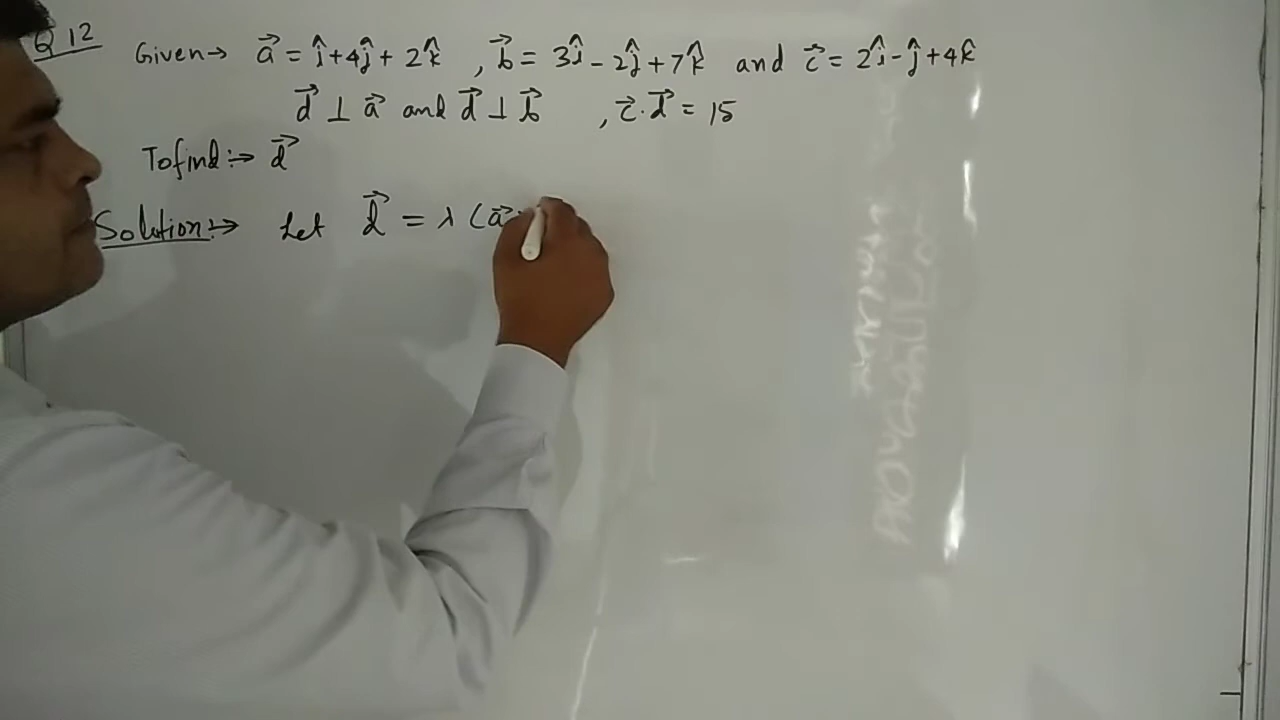 Q 12
Given→ a⃗ = î+4ĵ+2k̂ , b⃗ = 3î-2ĵ+7k̂ and c⃗ = 2î-ĵ+4k̂
d⃗ ⊥ a⃗ and d⃗ ⊥ b⃗ , c⃗.d⃗ = 15
To find:→ d⃗
Solution:→ Let d⃗ = λ (a⃗